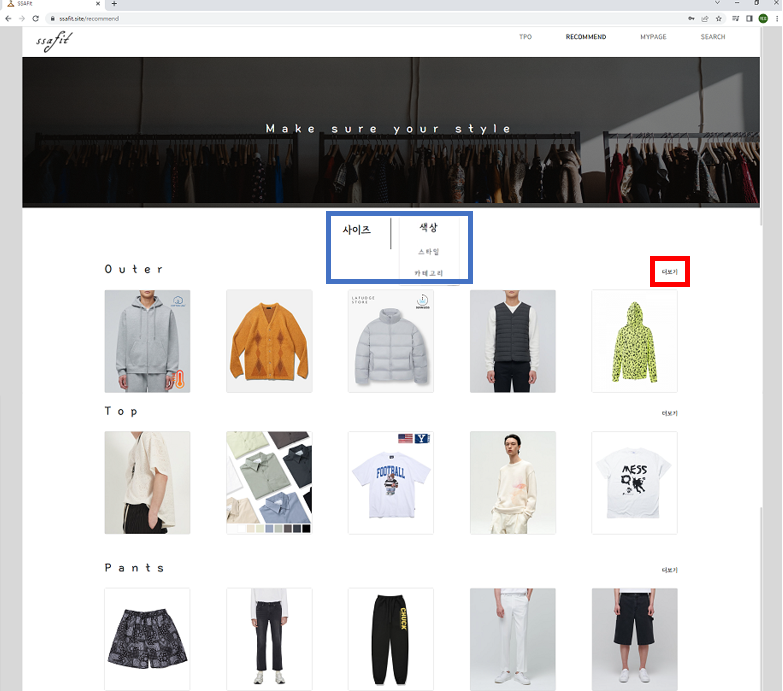 SSAFit
ssafit.site/recommend
ssafit
TPO RECOMMEND MYPAGE SEARCH
Make sure your style
사이즈 색상
스타일
카테고리
Outer 더보기
LATUDSE
STORE
Top 더보기
FOOTBALL
MESS
Pants 더보기
CHUCK